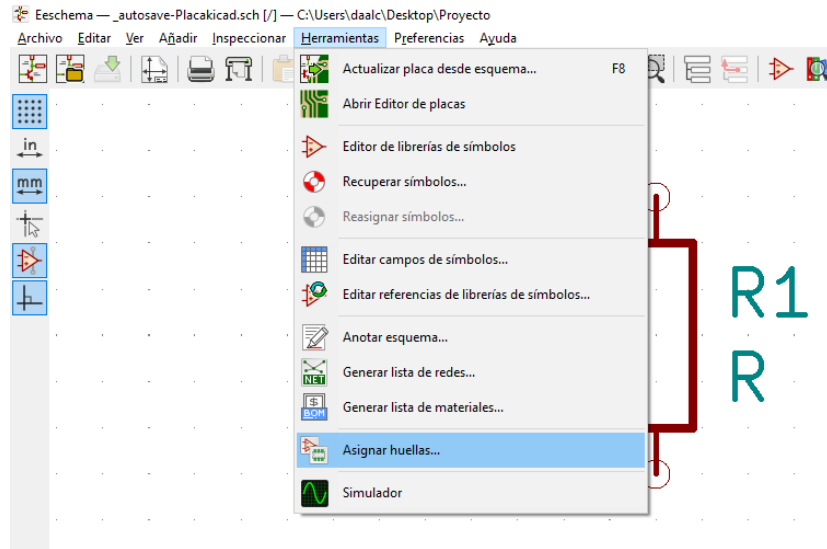 Eeschema — _autosave-Placakicad.sch [/] — C:\Users\daalc\Desktop\Proyecto
Archivo Editar Ver Añadir Inspeccionar Herramientas Preferencias Ayuda
Actualizar placa desde esquema... F8
Abrir Editor de placas
in
Editor de librerías de símbolos
mm
Recuperar símbolos...
Reasignar símbolos...
Editar campos de símbolos...
Editar referencias de librerías de símbolos...
R1
Anotar esquema...
NET
Generar lista de redes...
R
$
BOM
Generar lista de materiales...
Asignar huellas...
Simulador